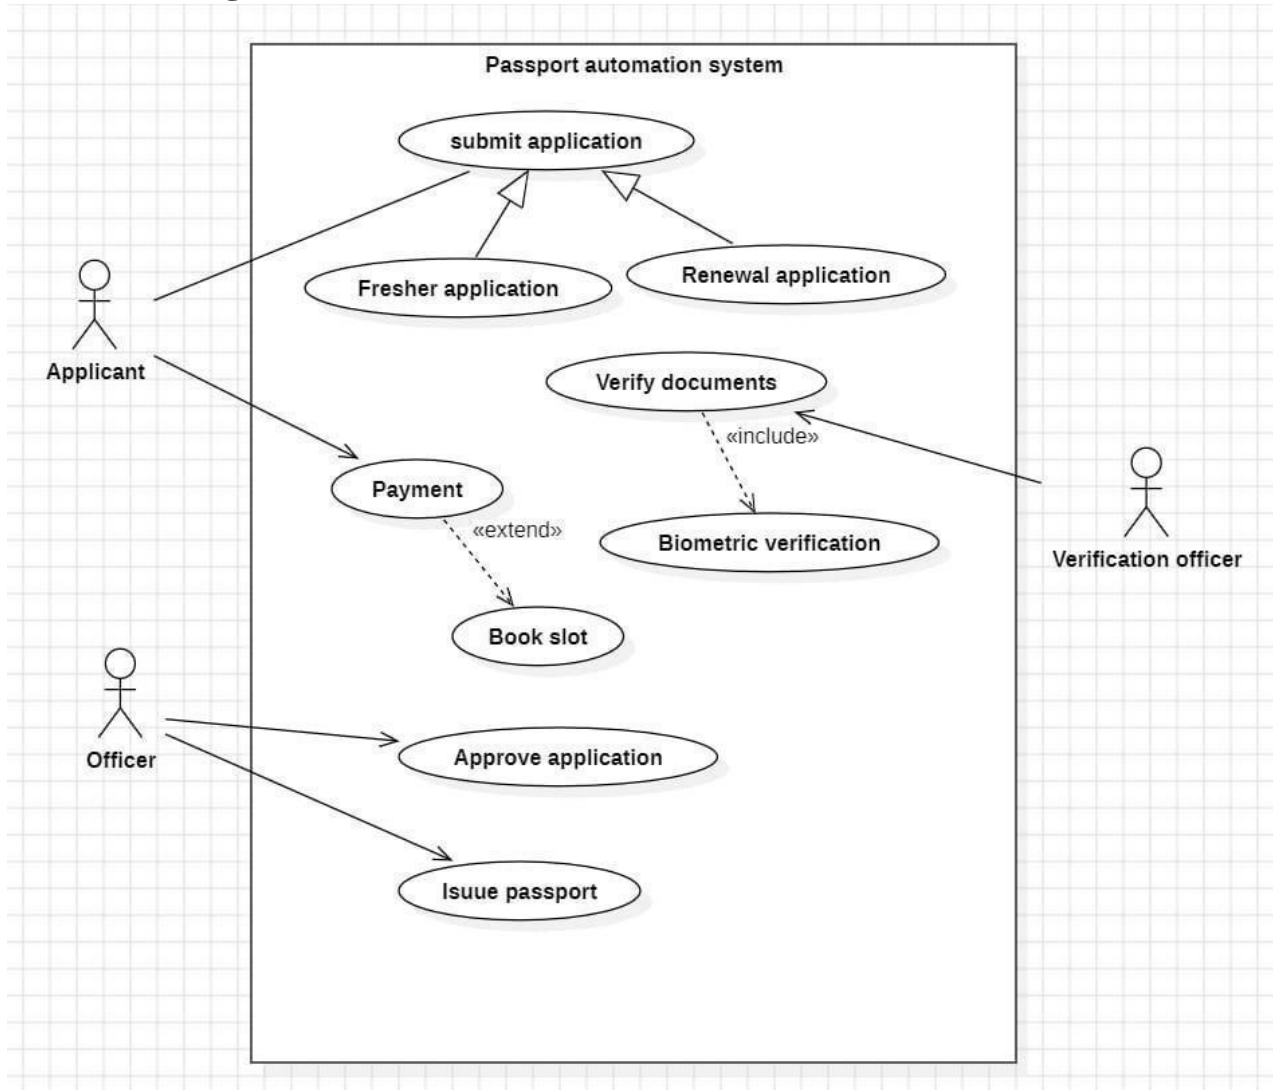 Passport automation system
submit application
Fresher application
Renewal application
Applicant
Verify documents
«include»
Payment
«extend»
Biometric verification
Verification officer
Book slot
Officer
Approve application
Isuue passport